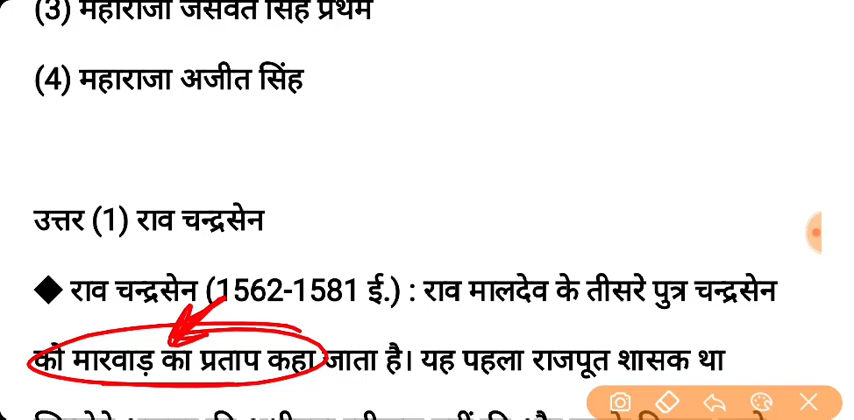 (3) महाराजा जसवंत सिंह प्रथम
(4) महाराजा अजीत सिंह
उत्तर (1) राव चन्द्रसेन
◆ राव चन्द्रसेन (1562-1581 ई.) : राव मालदेव के तीसरे पुत्र चन्द्रसेन
को मारवाड़ का प्रताप कहा जाता है। यह पहला राजपूत शासक था